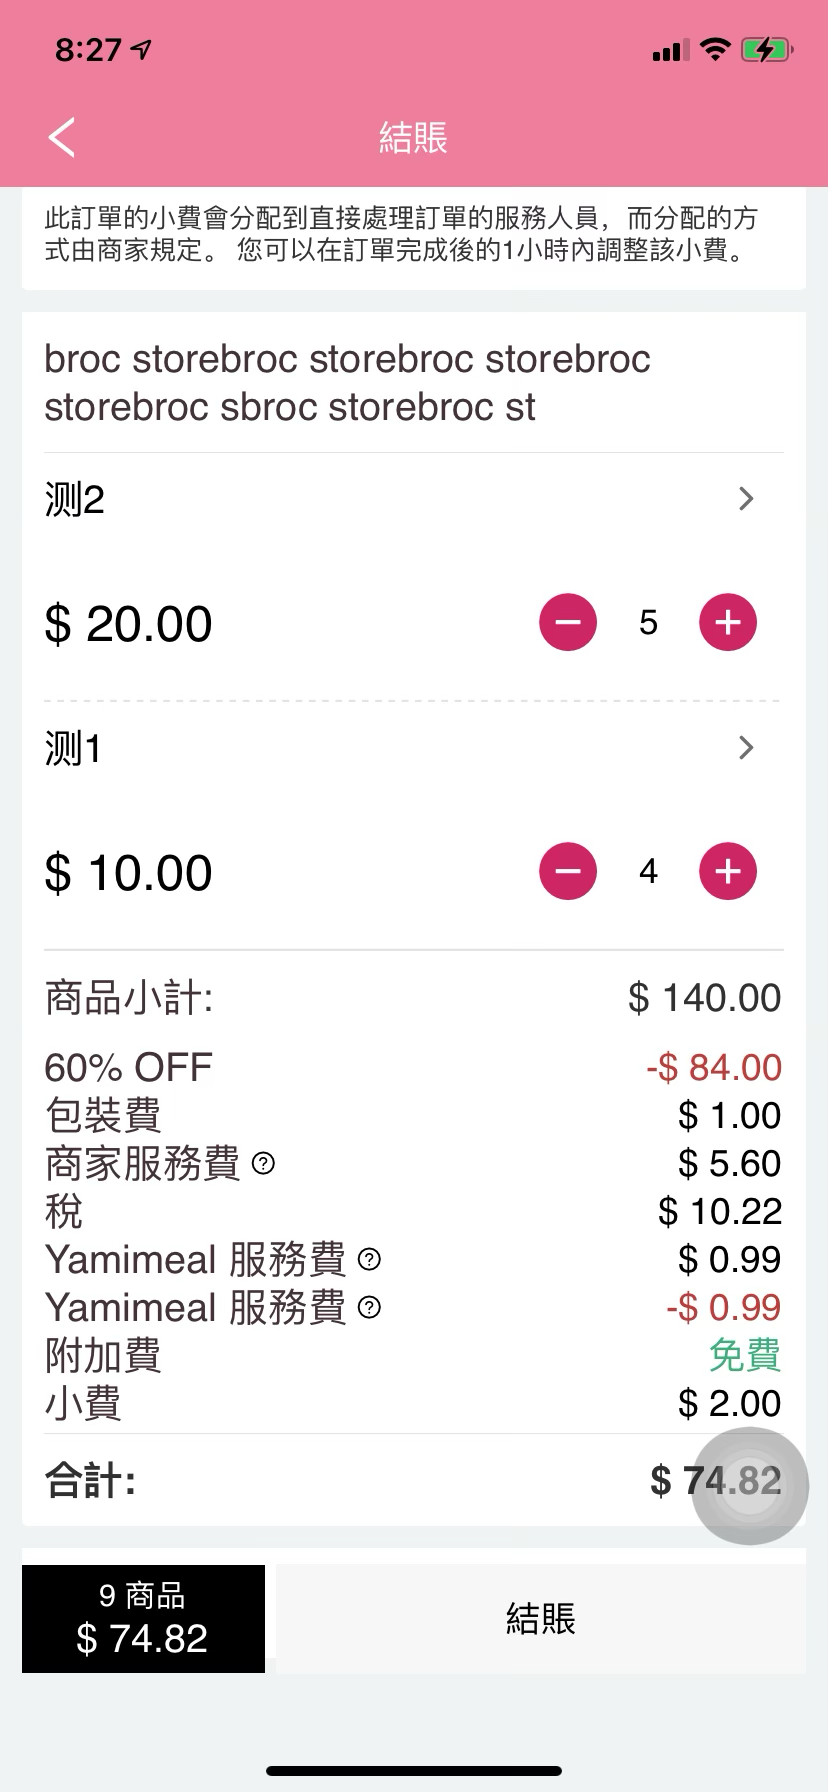 8:27
結賬
此訂單的小費會分配到直接處理訂單的服務人員，而分配的方
式由商家規定。 您可以在訂單完成後的1小時內調整該小費。
broc storebroc storebroc storebroc
storebroc sbroc storebroc st
测2
$ 20.00 5
测1
$ 10.00 4
商品小計: $ 140.00
60% OFF -$ 84.00
包裝費 $ 1.00
商家服務費 $ 5.60
稅 $ 10.22
Yamimeal 服務費 $ 0.99
Yamimeal 服務費 -$ 0.99
附加費 免費
小費 $ 2.00
合計: $ 74.82
9 商品
$ 74.82
結賬